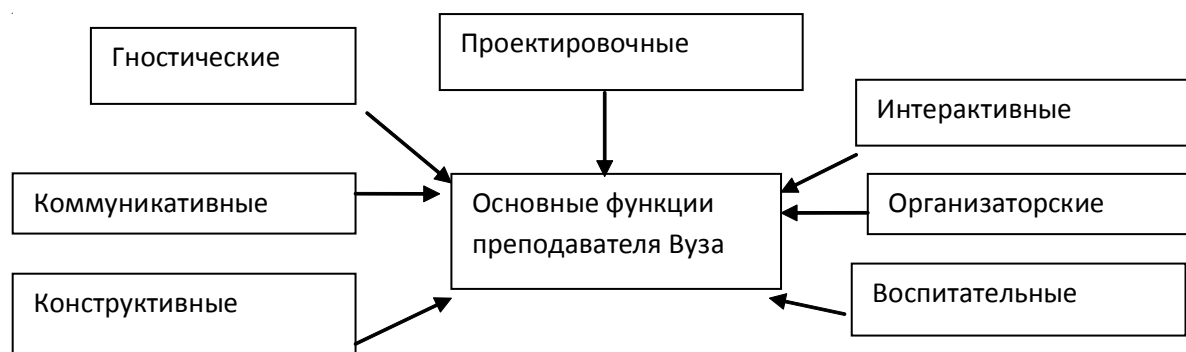 Гностические
Проектировочные
Интерактивные
Коммуникативные
Основные функции
преподавателя Вуза
Организаторские
Конструктивные
Воспитательные